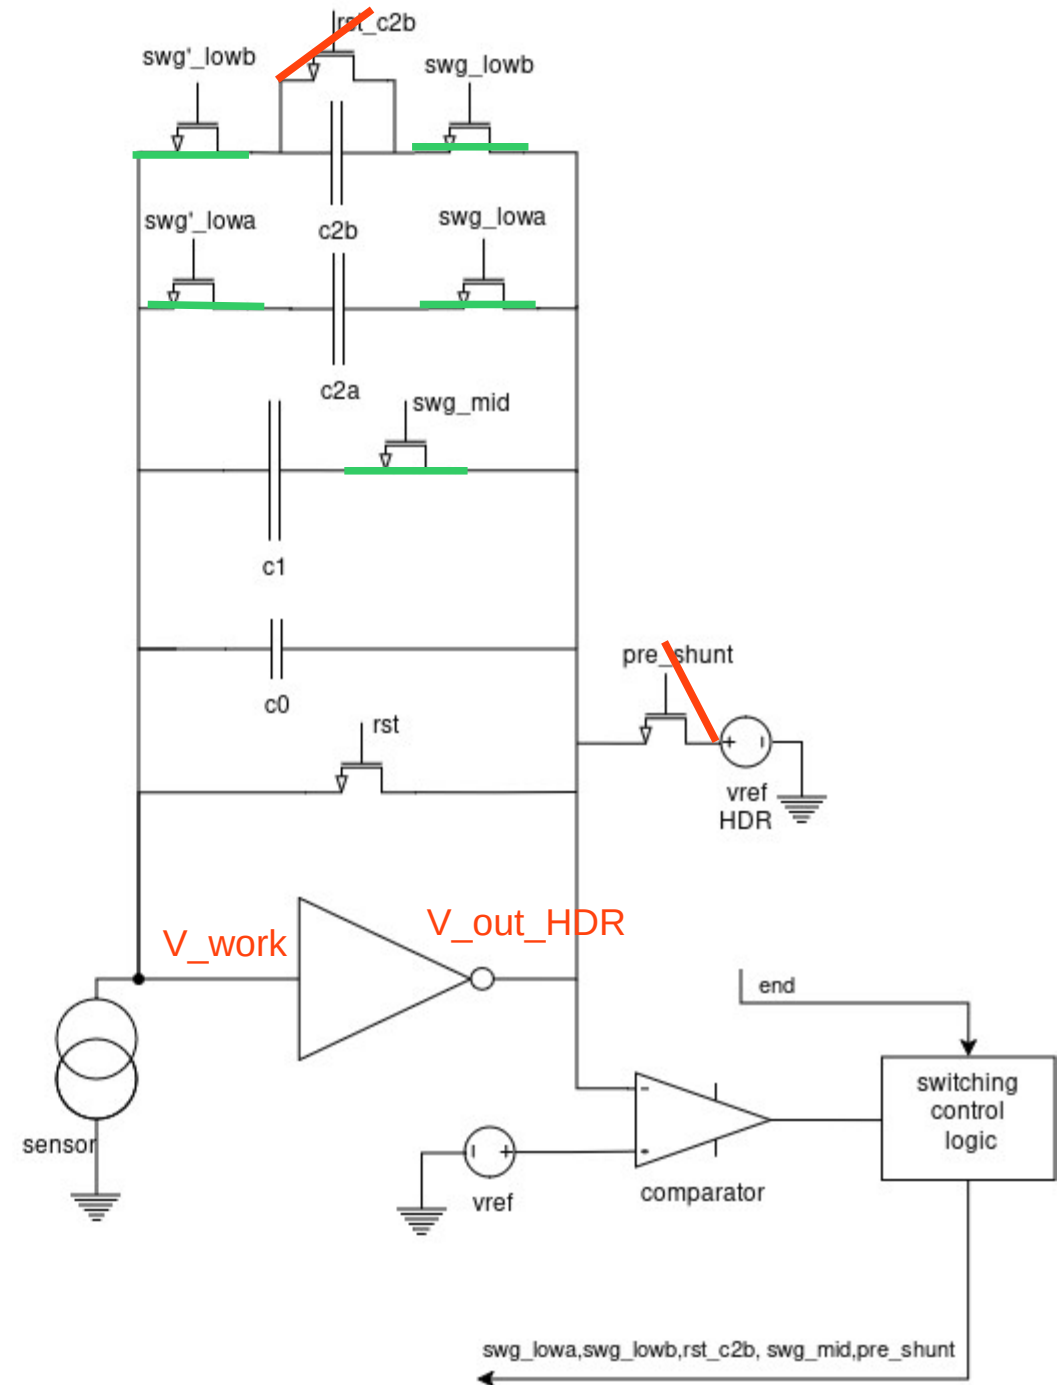 rst_c2b
swg'_lowb
swg_lowb
c2b
swg'_lowa
swg_lowa
c2a
swg_mid
c1
c0
pre_shunt
rst
+ I
vref
HDR
V_work
V_out_HDR
end
switching
control
logic
-
sensor
I +
vref
comparator
swg_lowa,swg_lowb,rst_c2b, swg_mid,pre_shunt